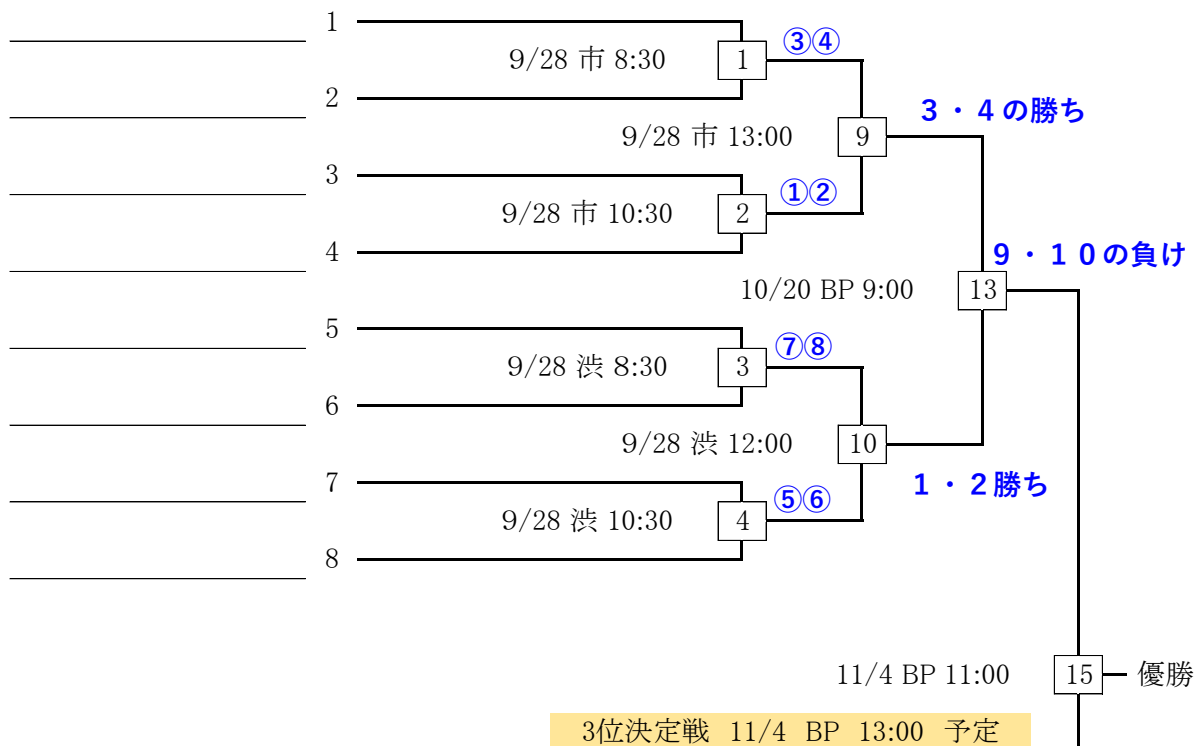 1
③④
9/28 市 8:30
1
2
3・4の勝ち
9/28 市 13:00
9
3
①②
9/28 市 10:30
2
4
9・10の負け
10/20 BP 9:00
13
5
⑦⑧
9/28 渋 8:30
3
6
9/28 渋 12:00
10
7
1・2勝ち
⑤⑥
9/28 渋 10:30
4
8
11/4 BP 11:00
15
優勝
3位決定戦 11/4 BP 13:00 予定